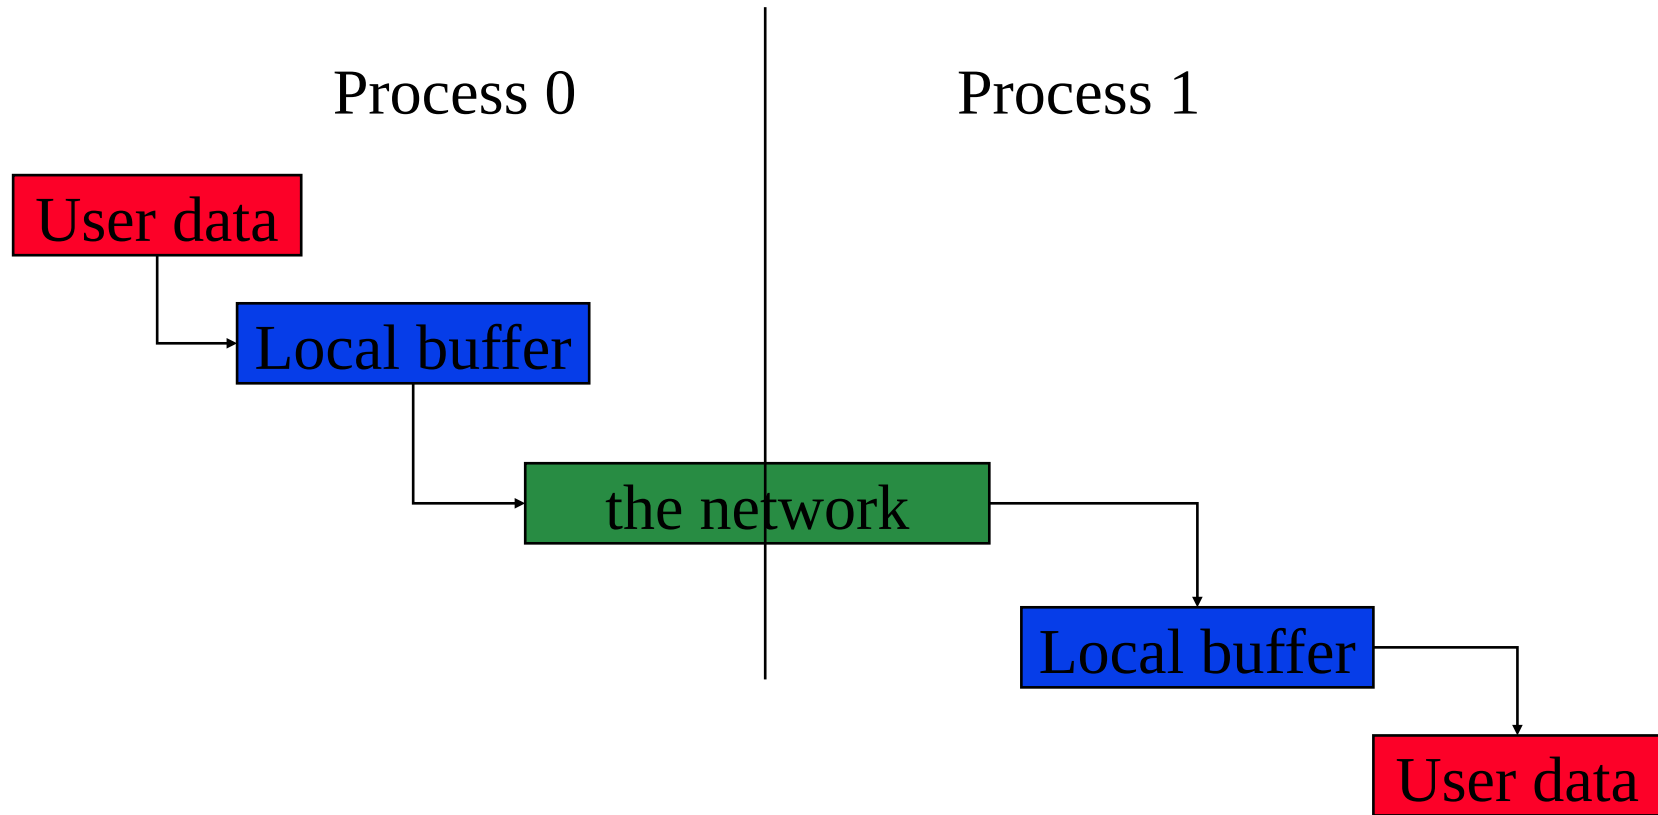 Process 0
Process 1
User data
Local buffer
the network
Local buffer
User data